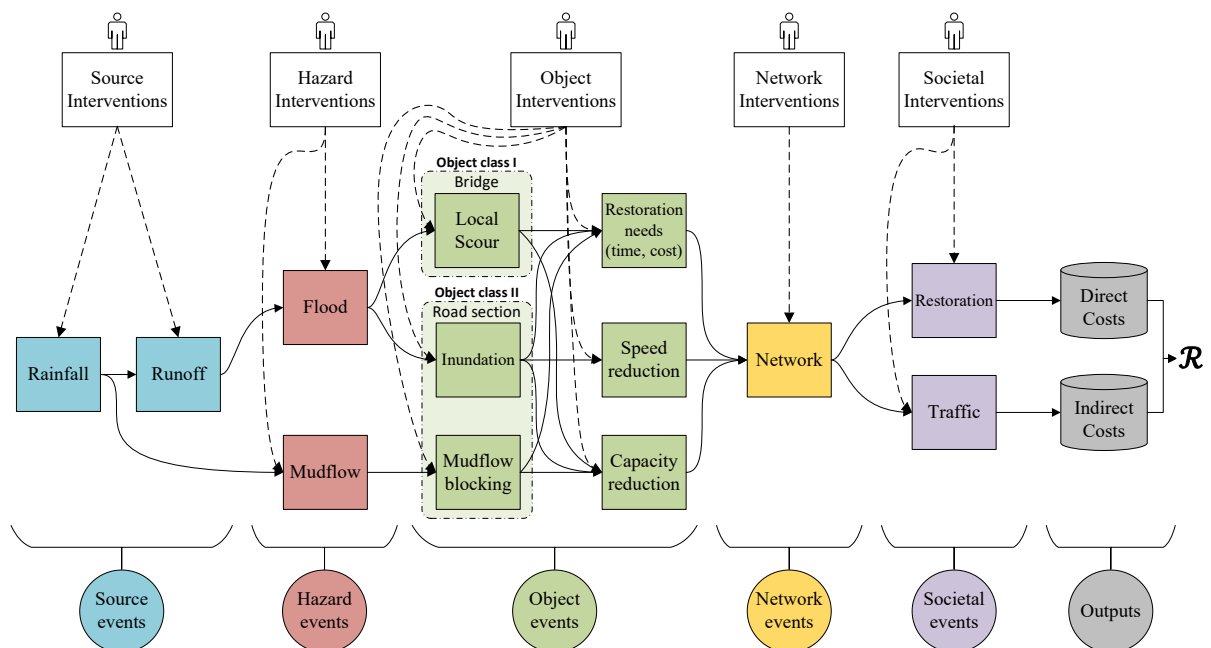 Source
Interventions
Hazard
Interventions
Object
Interventions
Network
Interventions
Societal
Interventions
Object class I
Bridge
Local
Scour
Restoration
needs
(time, cost)
Flood
Object class II
Road section
Inundation
Speed
reduction
Rainfall
Runoff
Network
Restoration
Direct
Costs
ℛ
Traffic
Indirect
Costs
Mudflow
Mudflow
blocking
Capacity
reduction
Source
events
Hazard
events
Object
events
Network
events
Societal
events
Outputs